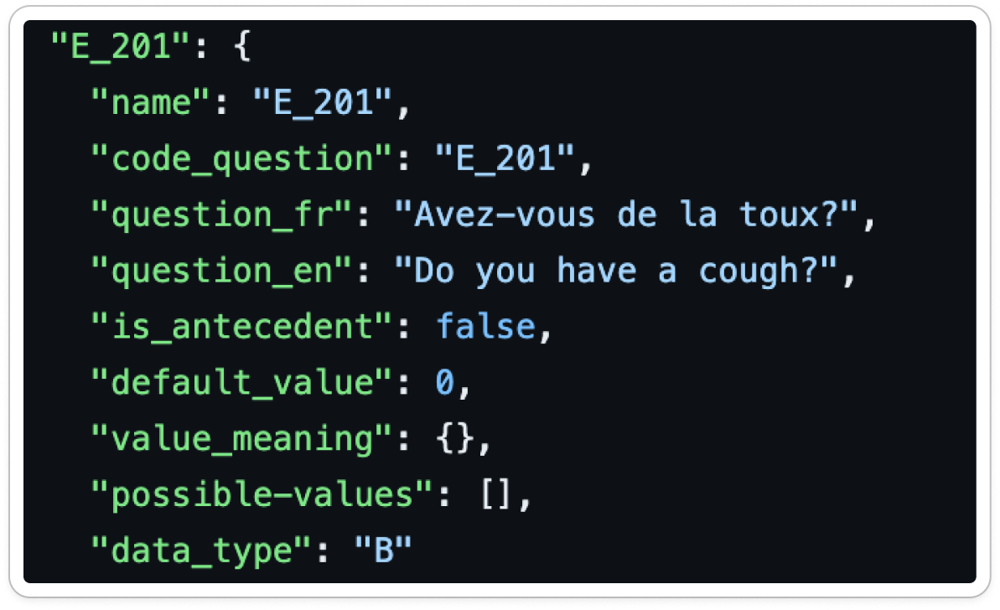 "E_201": {
"name": "E_201",
"code_question": "E_201",
"question_fr": "Avez-vous de la toux?",
"question_en": "Do you have a cough?",
"is_antecedent": false,
"default_value": 0,
"value_meaning": {},
"possible-values": [],
"data_type": "B"